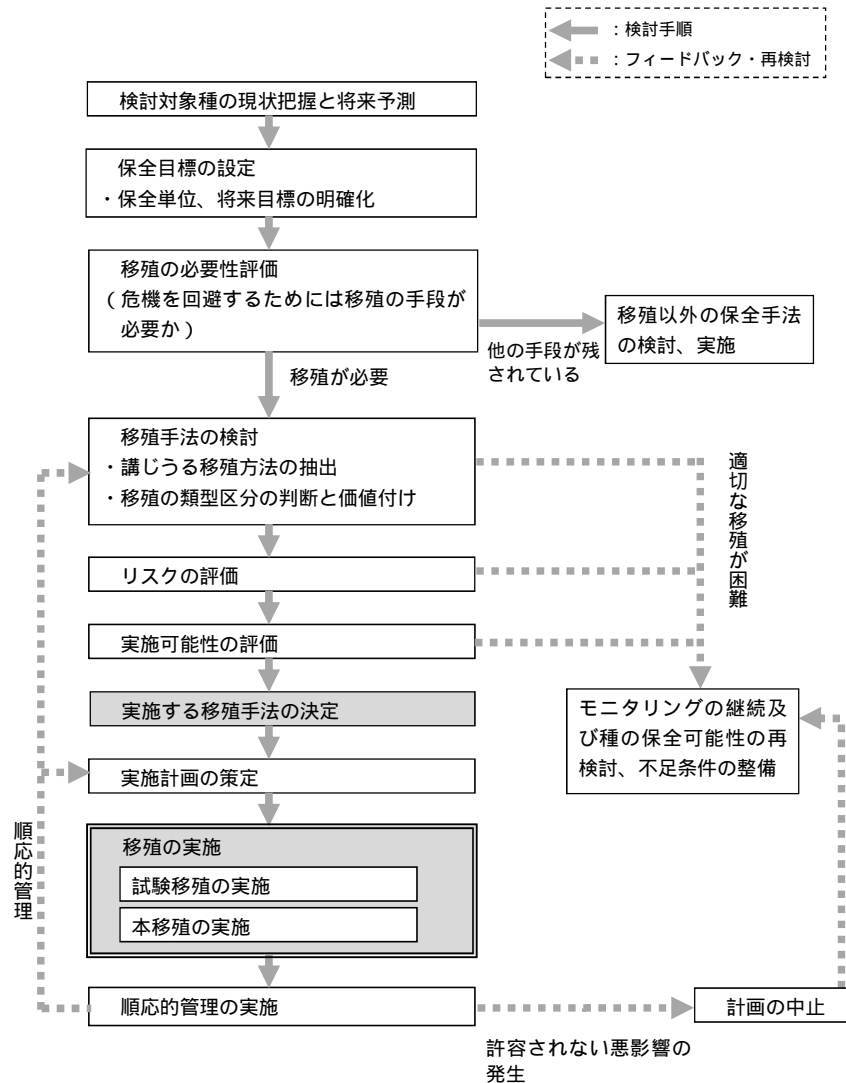 ：検討手順
：フィードバック・再検討
検討対象種の現状把握と将来予測
保全目標の設定
・保全単位、将来目標の明確化
移殖の必要性評価
（危機を回避するためには移殖の手段が
必要か）
他の手段が残
されている
移殖以外の保全手法
の検討、実施
移殖が必要
移殖手法の検討
・講じうる移殖方法の抽出
・移殖の類型区分の判断と価値付け
適切な移殖が困難
リスクの評価
実施可能性の評価
実施する移殖手法の決定
モニタリングの継続及
び種の保全可能性の再
検討、不足条件の整備
実施計画の策定
順応的管理
移殖の実施
試験移殖の実施
本移殖の実施
順応的管理の実施
計画の中止
許容されない悪影響の
発生